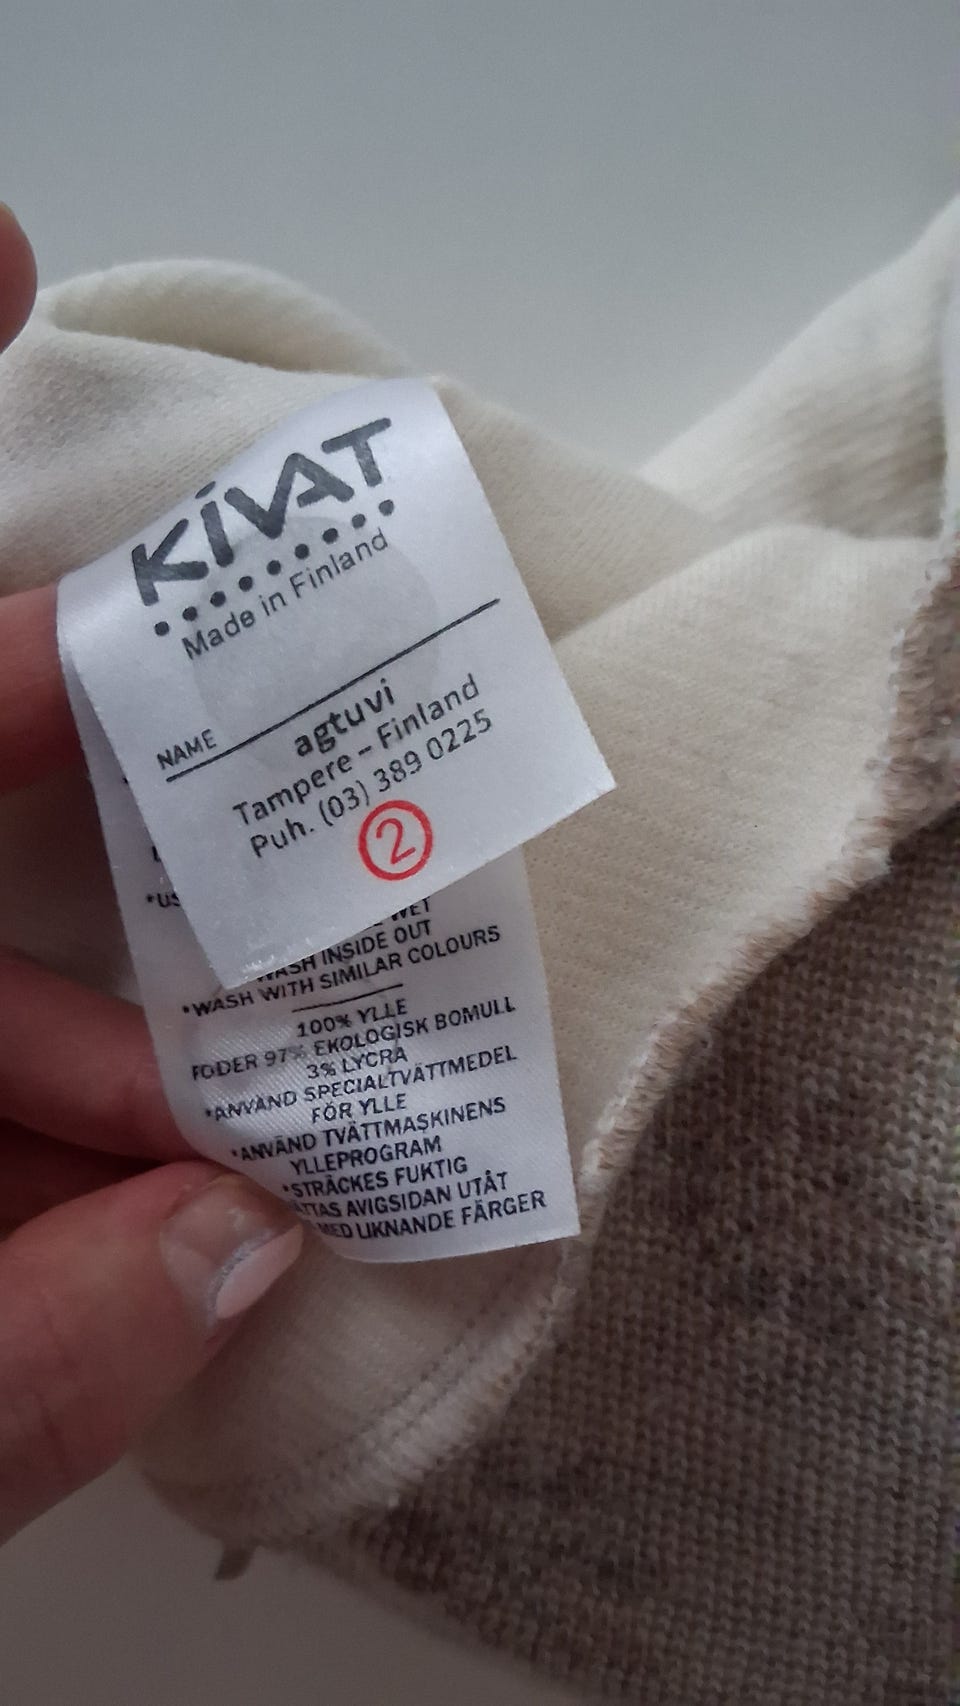 KIVAT
Made in Finland
NAME
agtuvi
Tampere – Finland
Puh. (03) 389 0225
2
*US
WET
WASH INSIDE OUT
*WASH WITH SIMILAR COLOURS
100% YLLE
FODER 97% EKOLOGISK BOMULL
3% LYCRA
*ANVÄND SPECIALTVÄTTMEDEL
FÖR YLLE
*ANVÄND TVÄTTMASKINENS
YLLEPROGRAM
*STRÄCKES FUKTIG
AVIGSIDAN UTÅT
MED LIKNANDE FÄRGER